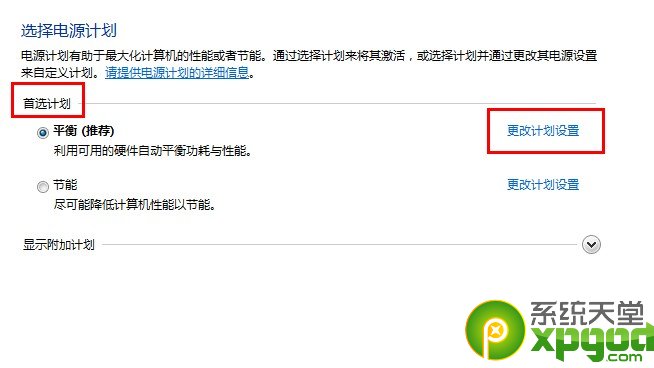 选择电源计划
电源计划有助于最大化计算机的性能或者节能。通过选择计划来将其激活，或选择计划并通过更改其电源设置
来自定义计划。请提供电源计划的详细信息。
首选计划
平衡 (推荐) 更改计划设置
利用可用的硬件自动平衡功耗与性能。
节能 更改计划设置
尽可能降低计算机性能以节能。
显示附加计划
系统天堂
xpgod
.com